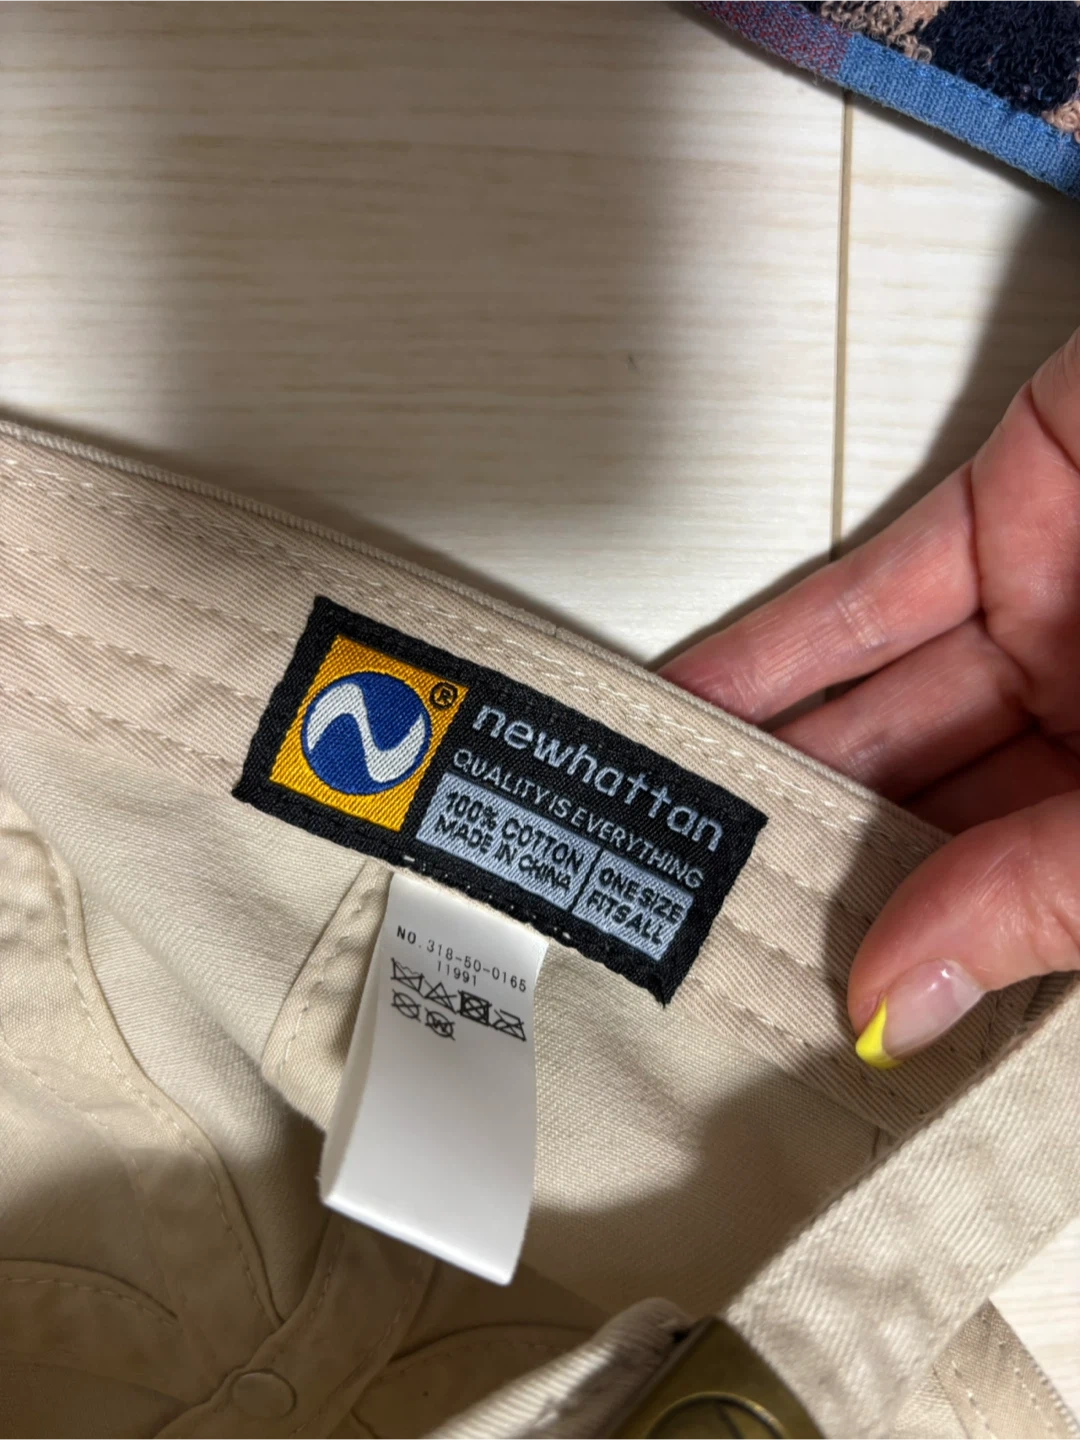 ®
newhattan
QUALITY IS EVERYTHING
100% COTTON
MADE IN CHINA
ONE SIZE
FITS ALL
NO.318-50-0165
11991
W